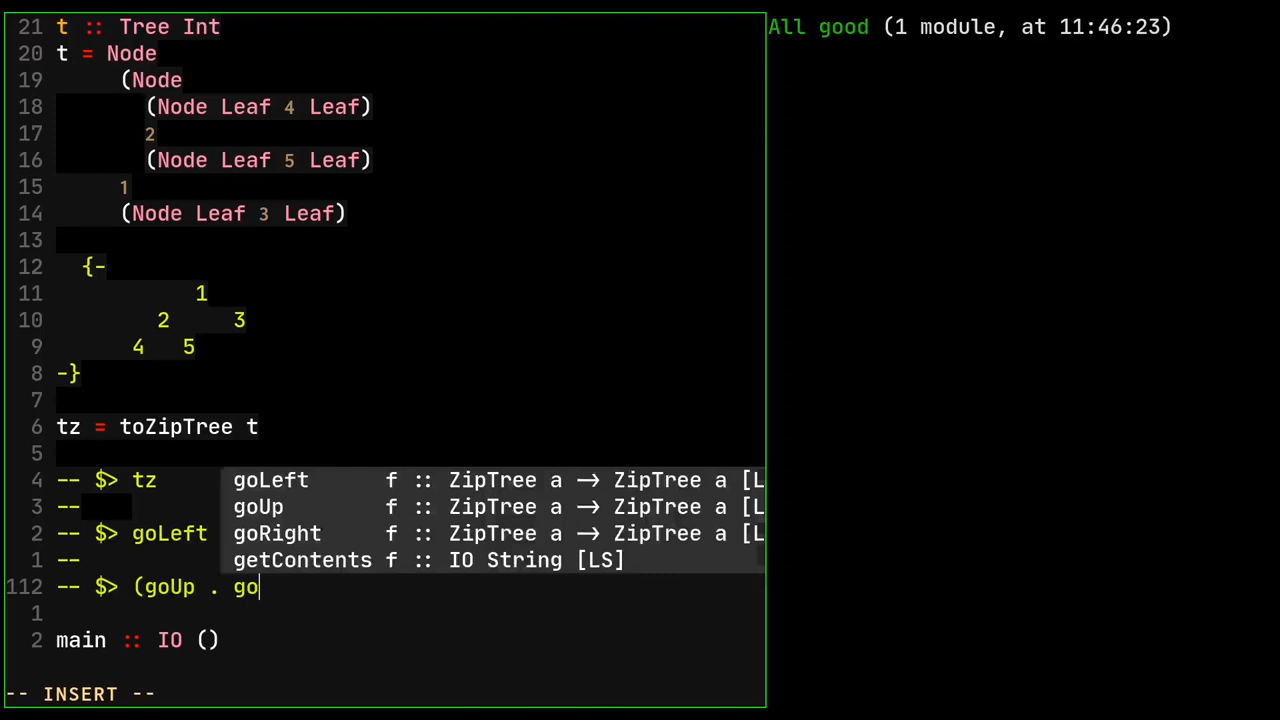 21 t :: Tree Int
20 t = Node
19 (Node
18 (Node Leaf 4 Leaf)
17 2
16 (Node Leaf 5 Leaf)
15 1
14 (Node Leaf 3 Leaf)
13
12 {-
11 1
10 2 3
9 4 5
8 -}
7
6 tz = toZipTree t
5
4 -- $> tz
3 --
2 -- $> goLeft
1 --
112 -- $> (goUp . go
1
2 main :: IO ()
goLeft f :: ZipTree a -> ZipTree a [L
goUp f :: ZipTree a -> ZipTree a [L
goRight f :: ZipTree a -> ZipTree a [L
getContents f :: IO String [LS]
-- INSERT --
All good (1 module, at 11:46:23)